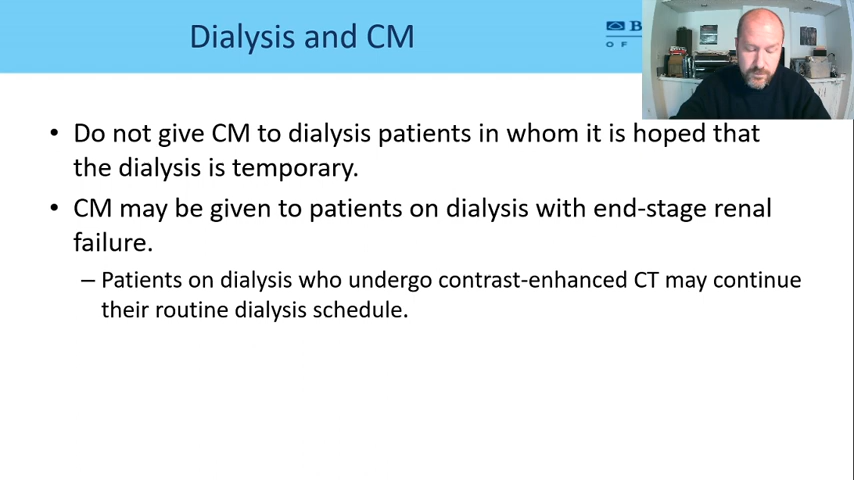 Dialysis and CM
B
O F
• Do not give CM to dialysis patients in whom it is hoped that
the dialysis is temporary.
• CM may be given to patients on dialysis with end-stage renal
failure.
– Patients on dialysis who undergo contrast-enhanced CT may continue
their routine dialysis schedule.